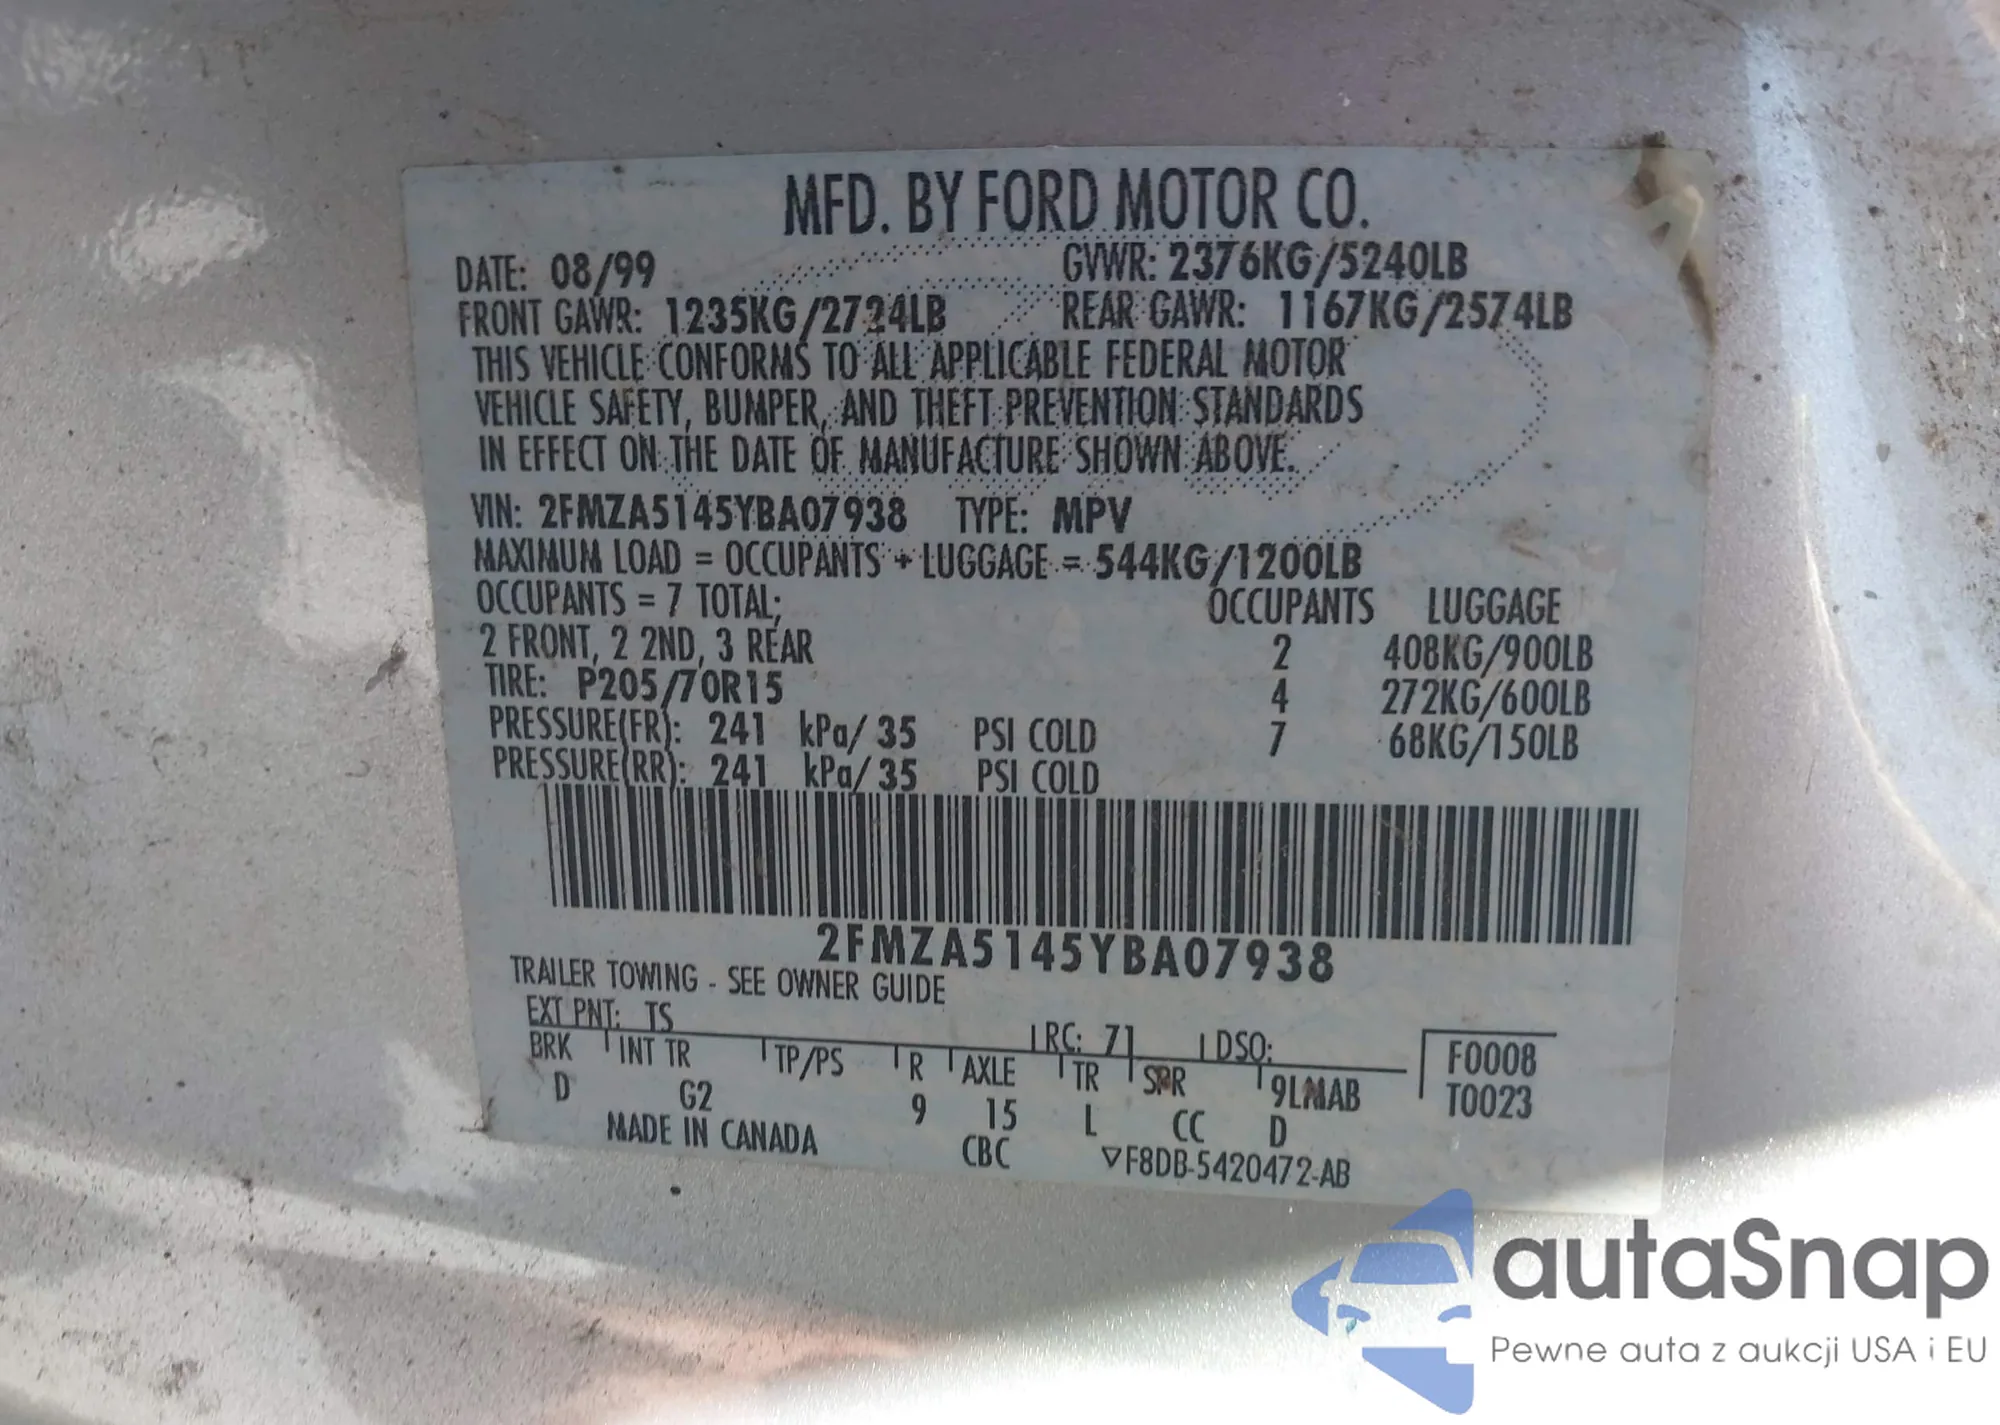 MFD. BY FORD MOTOR CO.
DATE: 08/99 GVWR: 2376KG/5240LB
FRONT GAWR: 1235KG/2724LB REAR GAWR: 1167KG/2574LB
THIS VEHICLE CONFORMS TO ALL APPLICABLE FEDERAL MOTOR
VEHICLE SAFETY, BUMPER, AND THEFT PREVENTION STANDARDS
IN EFFECT ON THE DATE OF MANUFACTURE SHOWN ABOVE.
VIN: 2FMZA5145YBA07938 TYPE: MPV
MAXIMUM LOAD = OCCUPANTS + LUGGAGE = 544KG/1200LB
OCCUPANTS = 7 TOTAL; OCCUPANTS LUGGAGE
2 FRONT, 2 2ND, 3 REAR 2 408KG/900LB
TIRE: P205/70R15 4 272KG/600LB
PRESSURE(FR): 241 kPa/ 35 PSI COLD 7 68KG/150LB
PRESSURE(RR): 241 kPa/ 35 PSI COLD
2FMZA5145YBA07938
TRAILER TOWING - SEE OWNER GUIDE
EXT PNT: TS RC: 71 DSO: F0008
BRK INT TR TP/PS R AXLE TR SPR 9LMAB T0023
D G2 9 15 L CC D
MADE IN CANADA CBC ▽F8DB-5420472-AB
autaSnap
Pewne auta z aukcji USA i EU